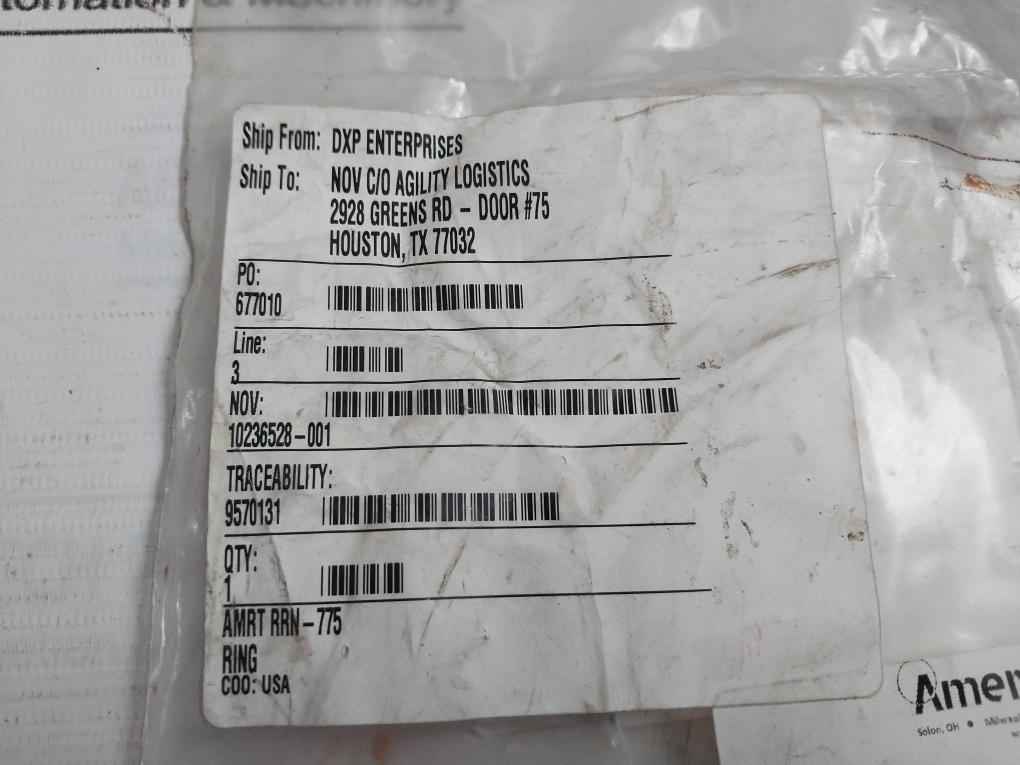 & Machinery
Ship From: DXP ENTERPRISES
Ship To: NOV C/O AGILITY LOGISTICS
2928 GREENS RD - DOOR #75
HOUSTON, TX 77032
PO:
677010
Line:
3
NOV:
10236528-001
TRACEABILITY:
9570131
QTY:
1
AMRT RRN-775
RING
COO: USA
Amer
Solon, OH •